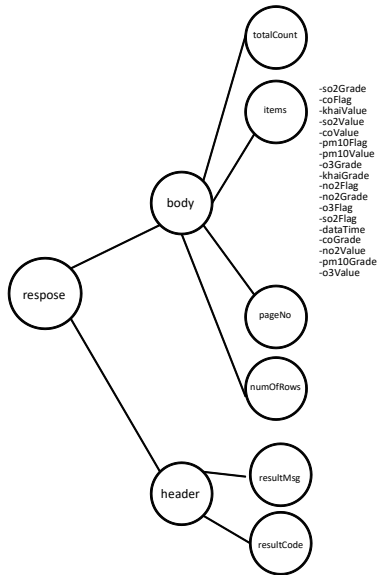 totalCount
items
-so2Grade
-coFlag
-khaiValue
-so2Value
-coValue
-pm10Flag
-pm10Value
-o3Grade
-khaiGrade
-no2Flag
-no2Grade
-o3Flag
-so2Flag
-dataTime
-coGrade
-no2Value
-pm10Grade
-o3Value
body
respose
pageNo
numOfRows
header
resultMsg
resultCode